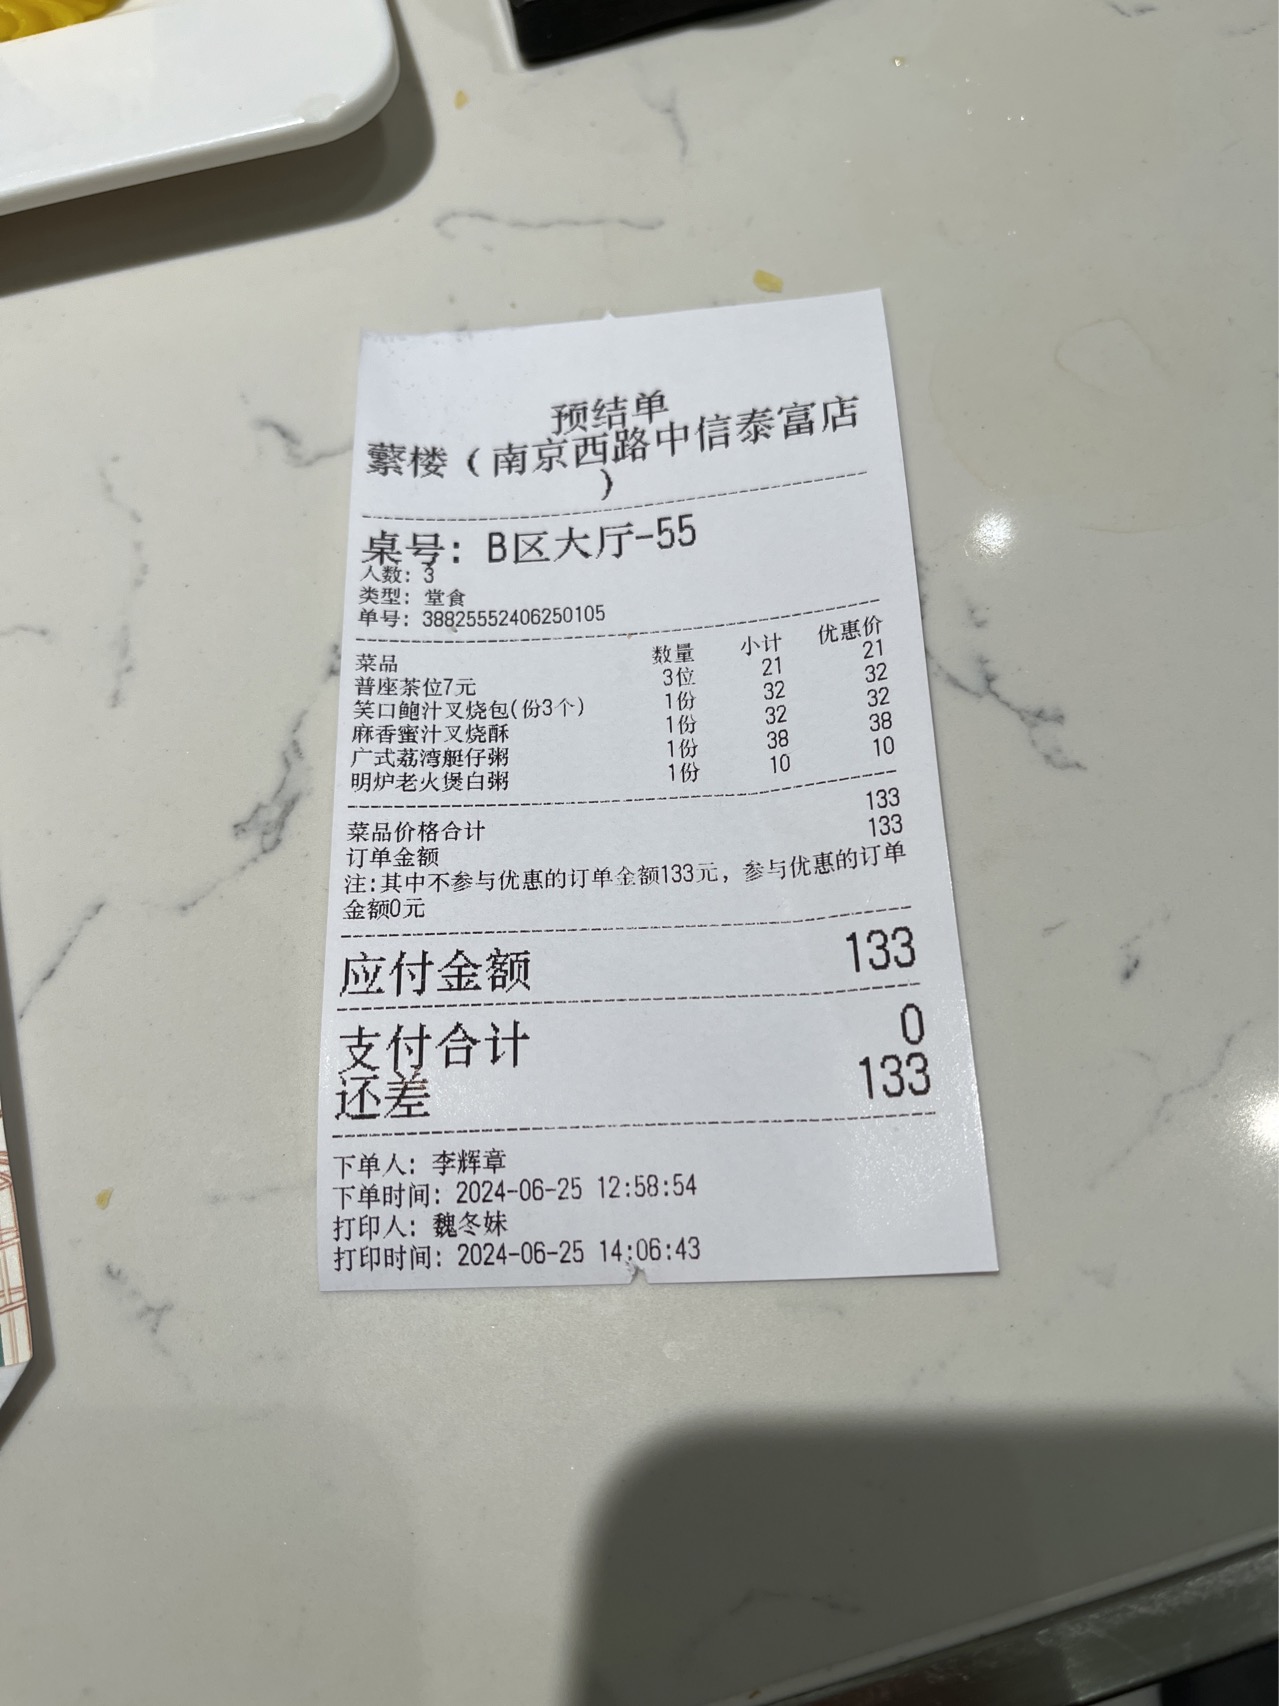 预结单
蘩楼（南京西路中信泰富店
）
桌号：B区大厅-55
人数：3
类型：堂食
单号：38825552406250105
菜品 数量 小计 优惠价
普座茶位7元 3位 21 21
笑口鲍汁叉烧包(份3个) 1份 32 32
麻香蜜汁叉烧酥 1份 32 32
广式荔湾艇仔粥 1份 38 38
明炉老火煲白粥 1份 10 10
菜品价格合计 133
订单金额 133
注:其中不参与优惠的订单金额133元，参与优惠的订单
金额0元
应付金额 133
支付合计 0
还差 133
下单人：李辉章
下单时间：2024-06-25 12:58:54
打印人：魏冬妹
打印时间：2024-06-25 14:06:43